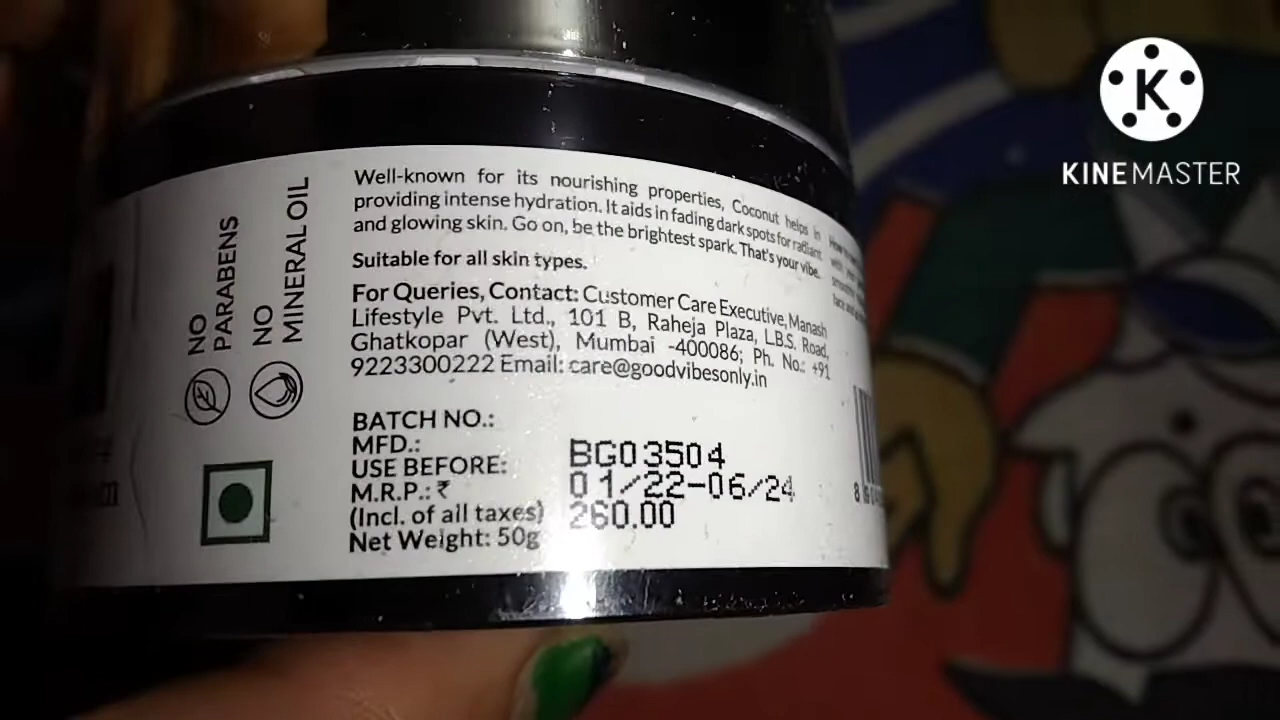 KINEMASTER
NO
PARABENS
NO
MINERAL OIL
Well-known for its nourishing properties, Coconut helps in
providing intense hydration. It aids in fading dark spots for radiant
and glowing skin. Go on, be the brightest spark. That's your vibe.
Suitable for all skin types.
For Queries, Contact: Customer Care Executive, Manash
Lifestyle Pvt. Ltd., 101 B, Raheja Plaza, L.B.S. Road,
Ghatkopar (West), Mumbai -400086; Ph. No.: +91
9223300222 Email: care@goodvibesonly.in
BATCH NO.:
MFD.:
USE BEFORE:
M.R.P.: ₹
(Incl. of all taxes)
Net Weight: 50g
BG03504
01/22-06/24
260.00